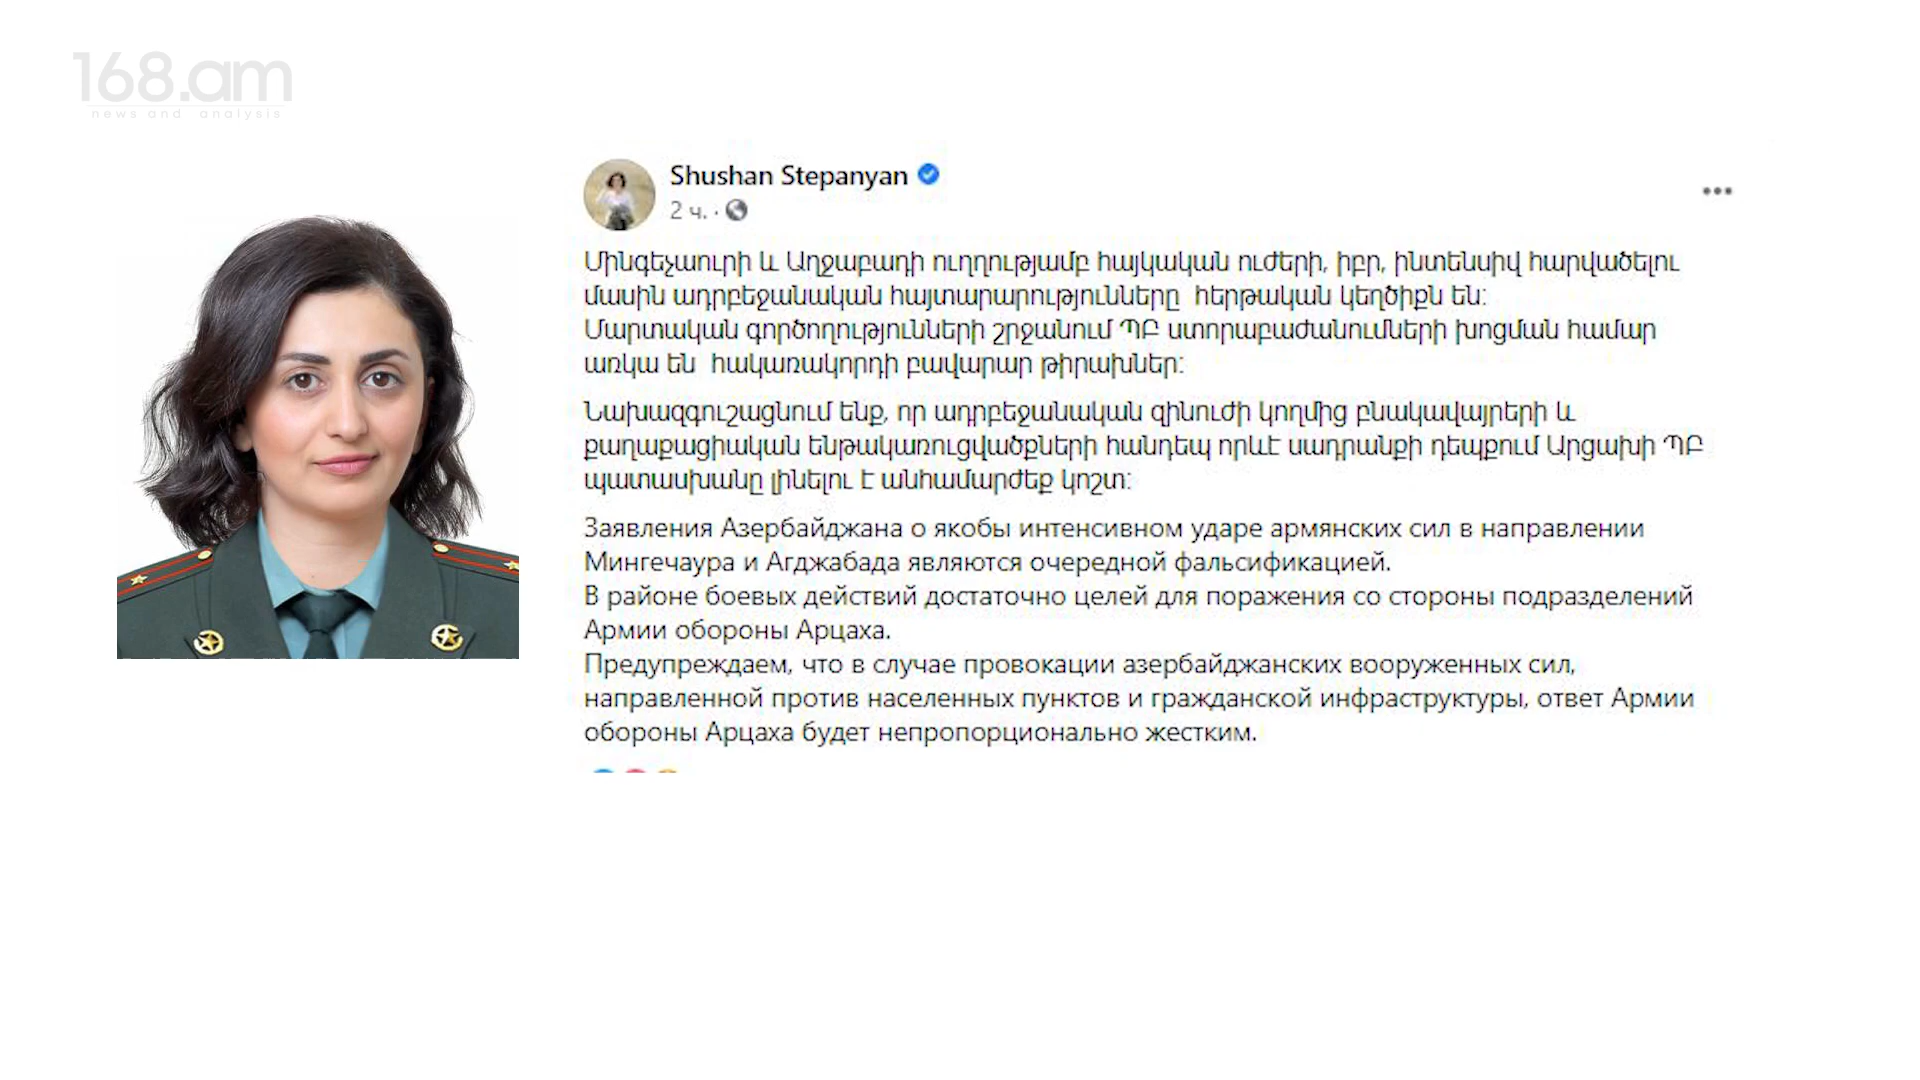 168.am
news and analysis
Shushan Stepanyan
2 ч. ·
Մինգեչաուրի և Աղջաբադի ուղղությամբ հայկական ուժերի, իբր, ինտենսիվ հարվածելու
մասին ադրբեջանական հայտարարությունները հերթական կեղծիքն են:
Մարտական գործողությունների շրջանում ՊԲ ստորաբաժանումների խոցման համար
առկա են հակառակորդի բավարար թիրախներ:
Նախազգուշացնում ենք, որ ադրբեջանական զինուժի կողմից բնակավայրերի և
քաղաքացիական ենթակառուցվածքների հանդեպ որևէ սադրանքի դեպքում Արցախի ՊԲ
պատասխանը լինելու է անհամարժեք կոշտ:
Заявления Азербайджана о якобы интенсивном ударе армянских сил в направлении
Мингечаура и Агджабада являются очередной фальсификацией.
В районе боевых действий достаточно целей для поражения со стороны подразделений
Армии обороны Арцаха.
Предупреждаем, что в случае провокации азербайджанских вооруженных сил,
направленной против населенных пунктов и гражданской инфраструктуры, ответ Армии
обороны Арцаха будет непропорционально жестким.